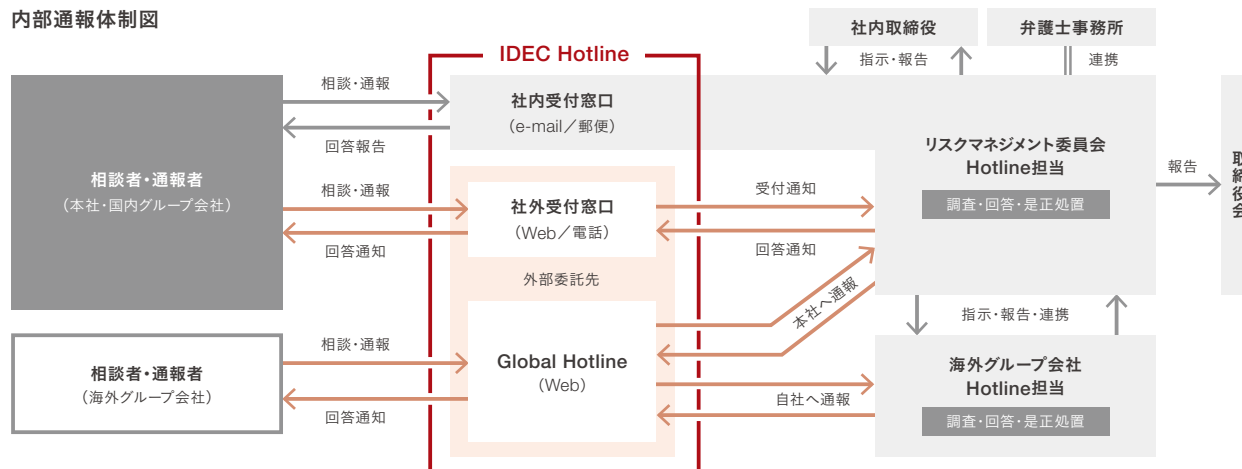 内部通報体制図
社内取締役
弁護士事務所
指示・報告
連携
IDEC Hotline
相談・通報
回答報告
社内受付窓口
(e-mail／郵便)
相談者・通報者
(本社・国内グループ会社)
相談・通報
回答通知
社外受付窓口
(Web／電話)
受付通知
回答通知
外部委託先
リスクマネジメント委員会
Hotline担当
調査・回答・是正処置
報告
取締役会
本社へ通報
指示・報告・連携
相談者・通報者
(海外グループ会社)
相談・通報
回答通知
Global Hotline
(Web)
自社へ通報
海外グループ会社
Hotline担当
調査・回答・是正処置